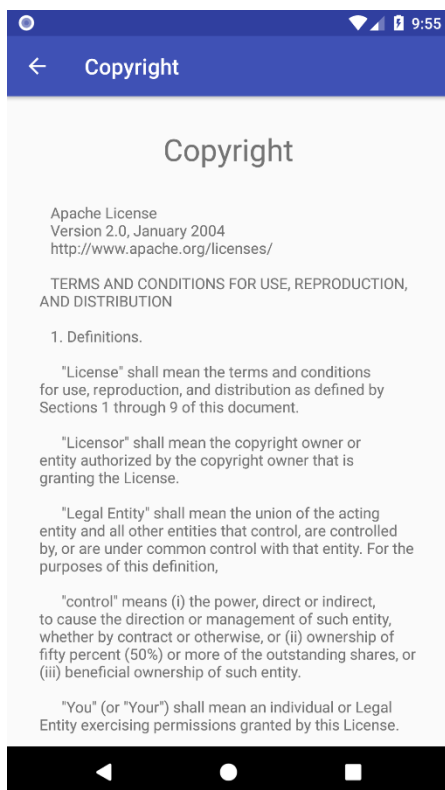 9:55
Copyright
Copyright
Apache License
Version 2.0, January 2004
http://www.apache.org/licenses/
TERMS AND CONDITIONS FOR USE, REPRODUCTION,
AND DISTRIBUTION
1. Definitions.
"License" shall mean the terms and conditions
for use, reproduction, and distribution as defined by
Sections 1 through 9 of this document.
"Licensor" shall mean the copyright owner or
entity authorized by the copyright owner that is
granting the License.
"Legal Entity" shall mean the union of the acting
entity and all other entities that control, are controlled
by, or are under common control with that entity. For the
purposes of this definition,
"control" means (i) the power, direct or indirect,
to cause the direction or management of such entity,
whether by contract or otherwise, or (ii) ownership of
fifty percent (50%) or more of the outstanding shares, or
(iii) beneficial ownership of such entity.
"You" (or "Your") shall mean an individual or Legal
Entity exercising permissions granted by this License.